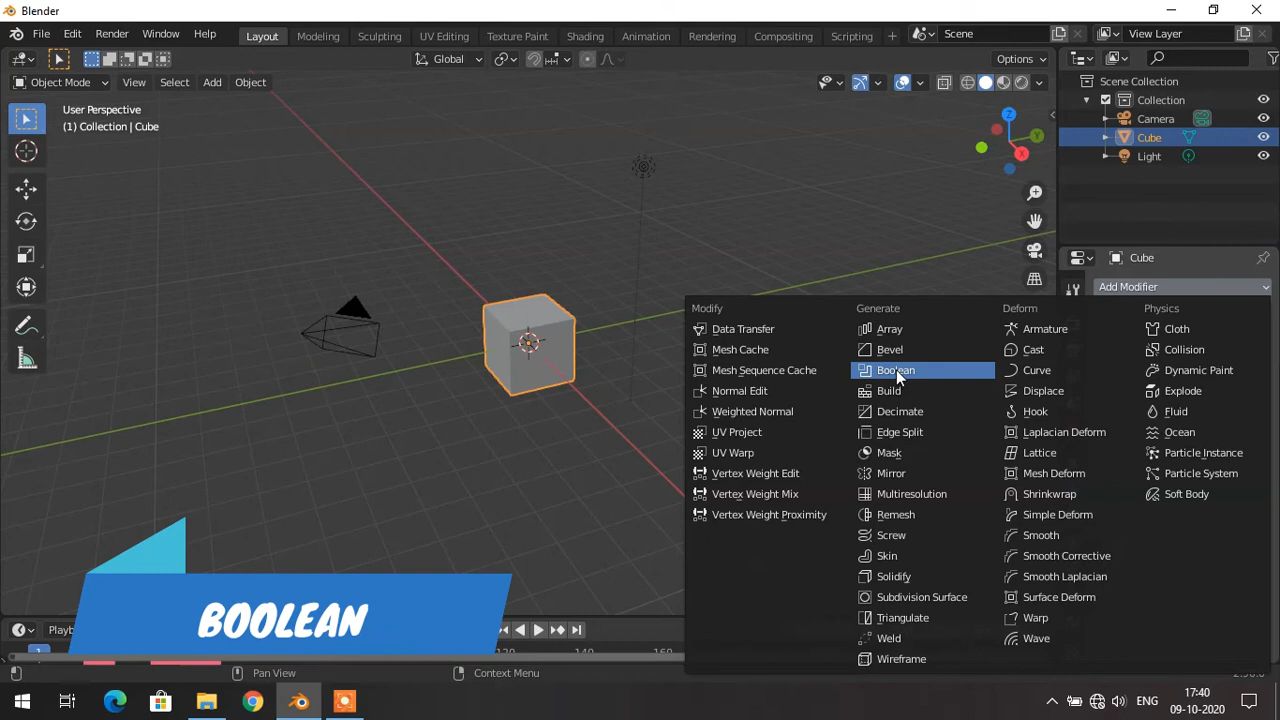 Blender
File Edit Render Window Help Layout Modeling Sculpting UV Editing Texture Paint Shading Animation Rendering Compositing Scripting + Scene View Layer
Global Options
Object Mode View Select Add Object
User Perspective
(1) Collection | Cube
Z
Y
X
Scene Collection
Collection
Camera
Cube
Light
Cube
Add Modifier
Modify Generate Deform Physics
Data Transfer Array Armature Cloth
Mesh Cache Bevel Cast Collision
Mesh Sequence Cache Boolean Curve Dynamic Paint
Normal Edit Build Displace Explode
Weighted Normal Decimate Hook Fluid
UV Project Edge Split Laplacian Deform Ocean
UV Warp Mask Lattice Particle Instance
Vertex Weight Edit Mirror Mesh Deform Particle System
Vertex Weight Mix Multiresolution Shrinkwrap Soft Body
Vertex Weight Proximity Remesh Simple Deform
Screw Smooth
Skin Smooth Corrective
Solidify Smooth Laplacian
Subdivision Surface Surface Deform
Triangulate Warp
Weld Wave
Wireframe
BOOLEAN
Pan View Context Menu
ENG
17:40
09-10-2020